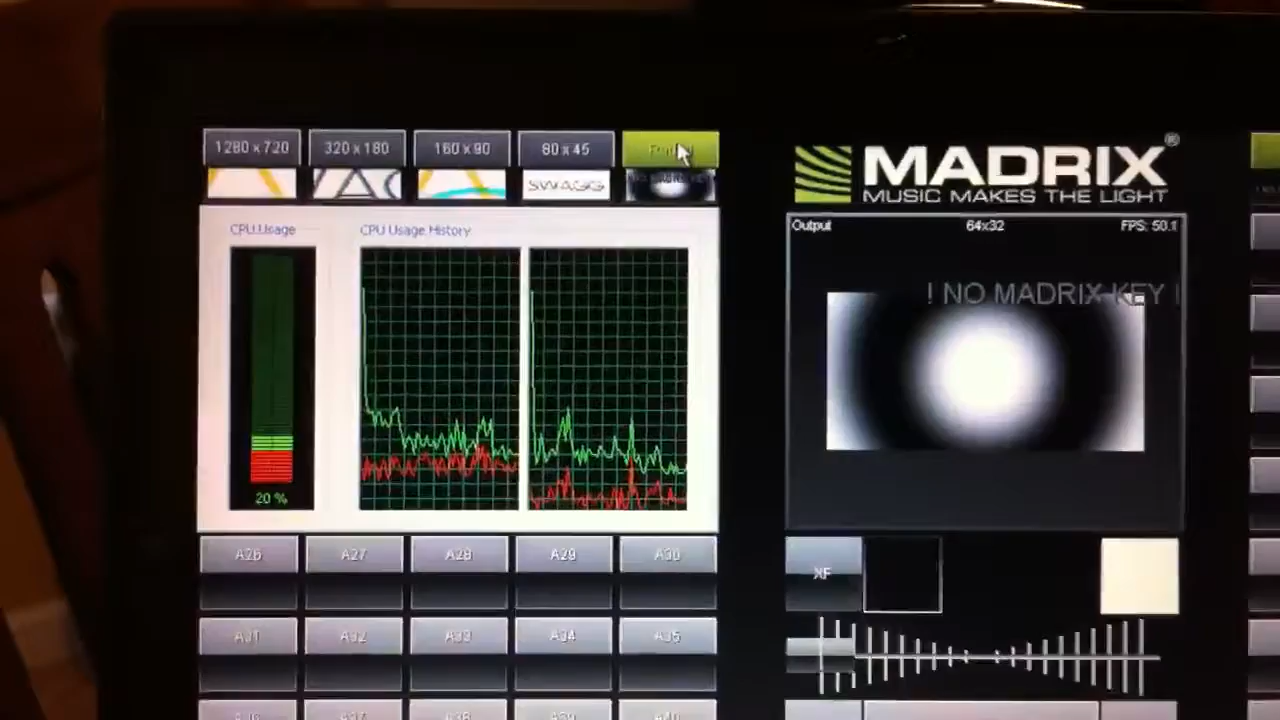 1280 x 720 320 x 180 160 x 90 80 x 45
SWAGG
MADRIX®
MUSIC MAKES THE LIGHT
CPU Usage CPU Usage History
Output 64x32 FPS: 50.1
! NO MADRIX KEY !
20 %
A26 A27 A28 A29 A30
XF
A31 A32 A33 A34 A35